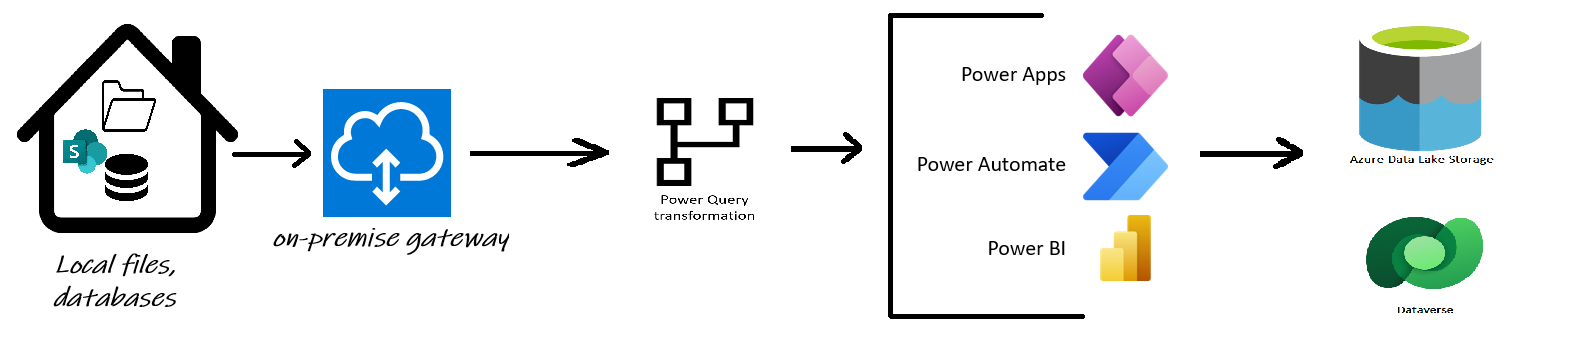 S
Local files,
databases
on-premise gateway
Power Query
transformation
Power Apps
Power Automate
Power BI
Azure Data Lake Storage
Dataverse